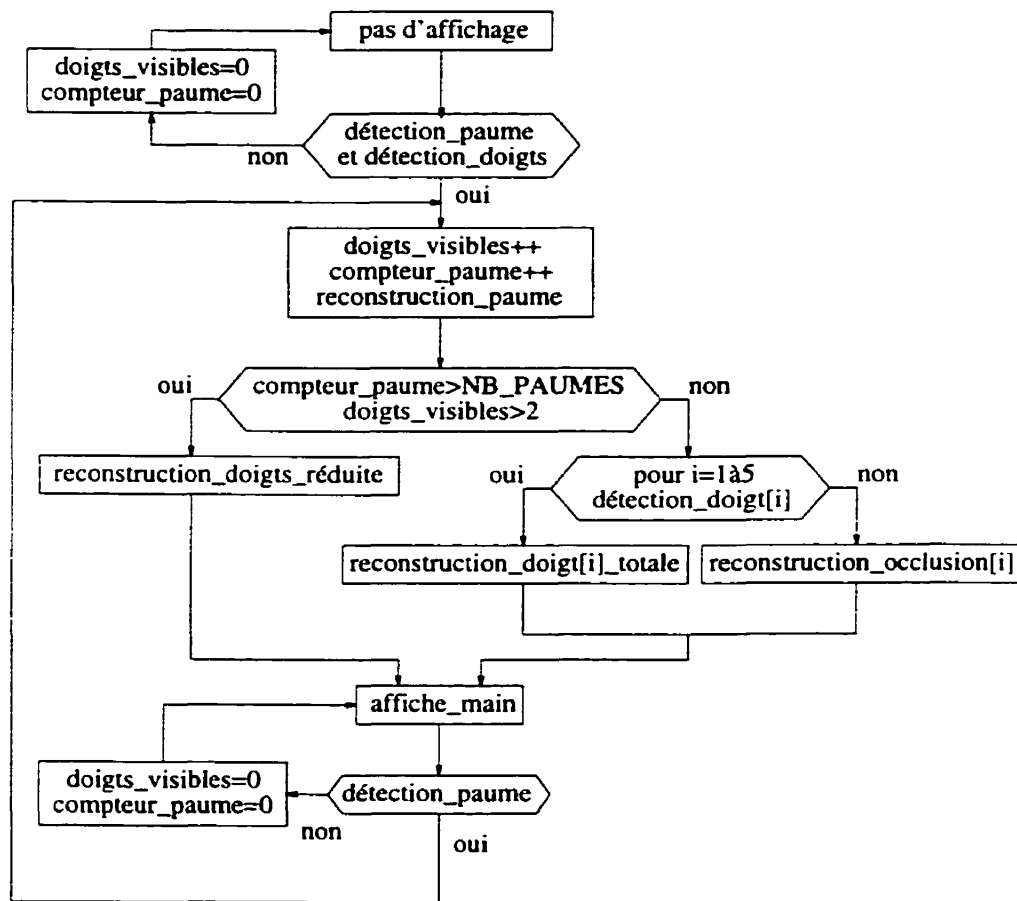 pas d'affichage
doigts_visibles=0
compteur_paume=0
détection_paume
et détection_doigts
non
oui
doigts_visibles++
compteur_paume++
reconstruction_paume
oui
compteur_paume>NB_PAUMES
doigts_visibles>2
non
reconstruction_doigts_réduite
oui
pour i=1à5
détection_doigt[i]
non
reconstruction_doigt[i]_totale
reconstruction_occlusion[i]
affiche_main
doigts_visibles=0
compteur_paume=0
détection_paume
non
oui